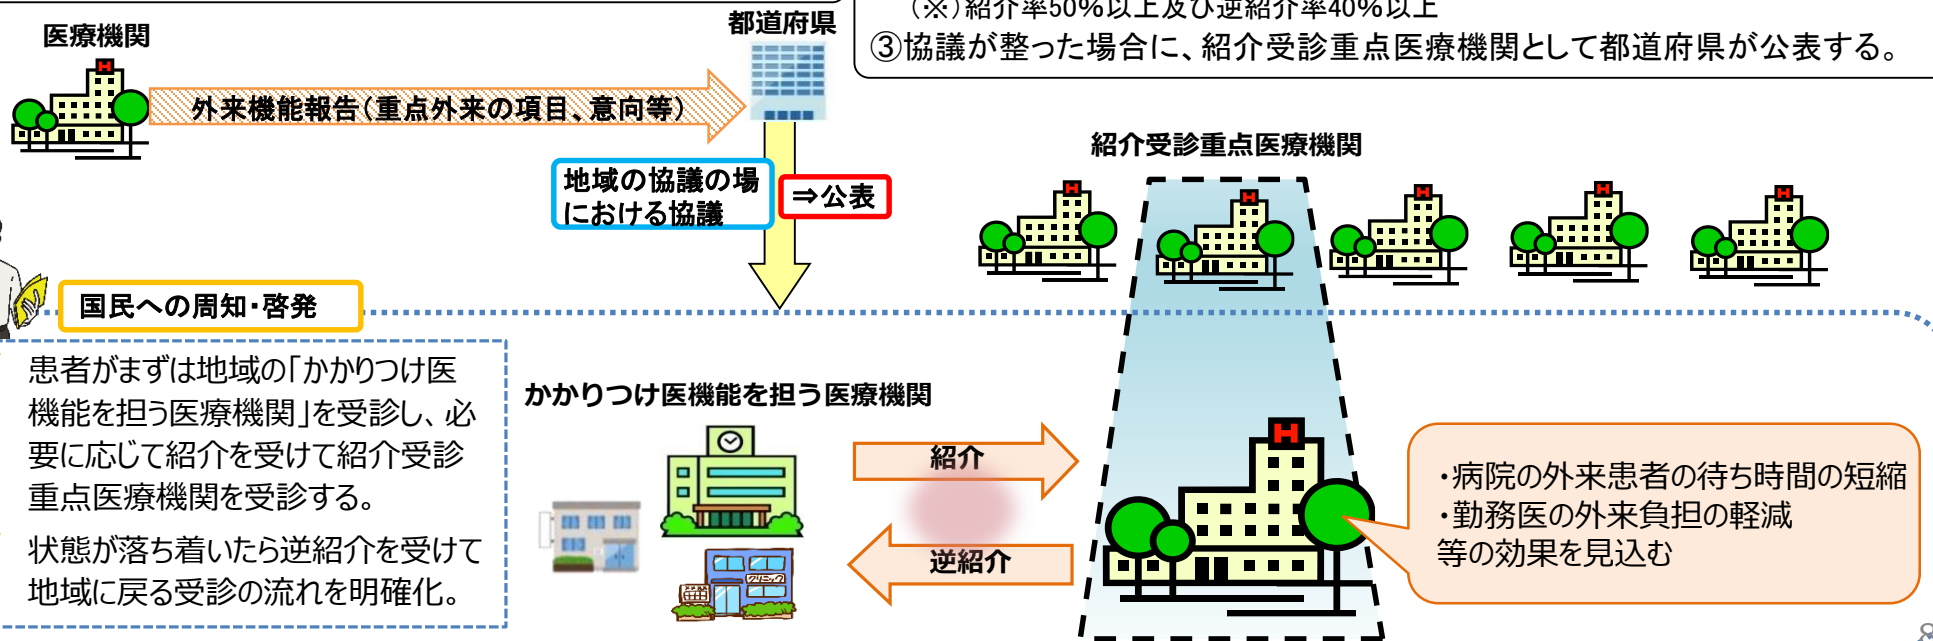 (※)紹介率50%以上及び逆紹介率40%以上
③協議が整った場合に、紹介受診重点医療機関として都道府県が公表する。
都道府県
医療機関
外来機能報告(重点外来の項目、意向等)
地域の協議の場
における協議
⇒公表
紹介受診重点医療機関
H
H
H
H
H
H
国民への周知・啓発
患者がまずは地域の「かかりつけ医
機能を担う医療機関」を受診し、必
要に応じて紹介を受けて紹介受診
重点医療機関を受診する。
状態が落ち着いたら逆紹介を受けて
地域に戻る受診の流れを明確化。
かかりつけ医機能を担う医療機関
クリニック
紹介
逆紹介
H
・病院の外来患者の待ち時間の短縮
・勤務医の外来負担の軽減
等の効果を見込む